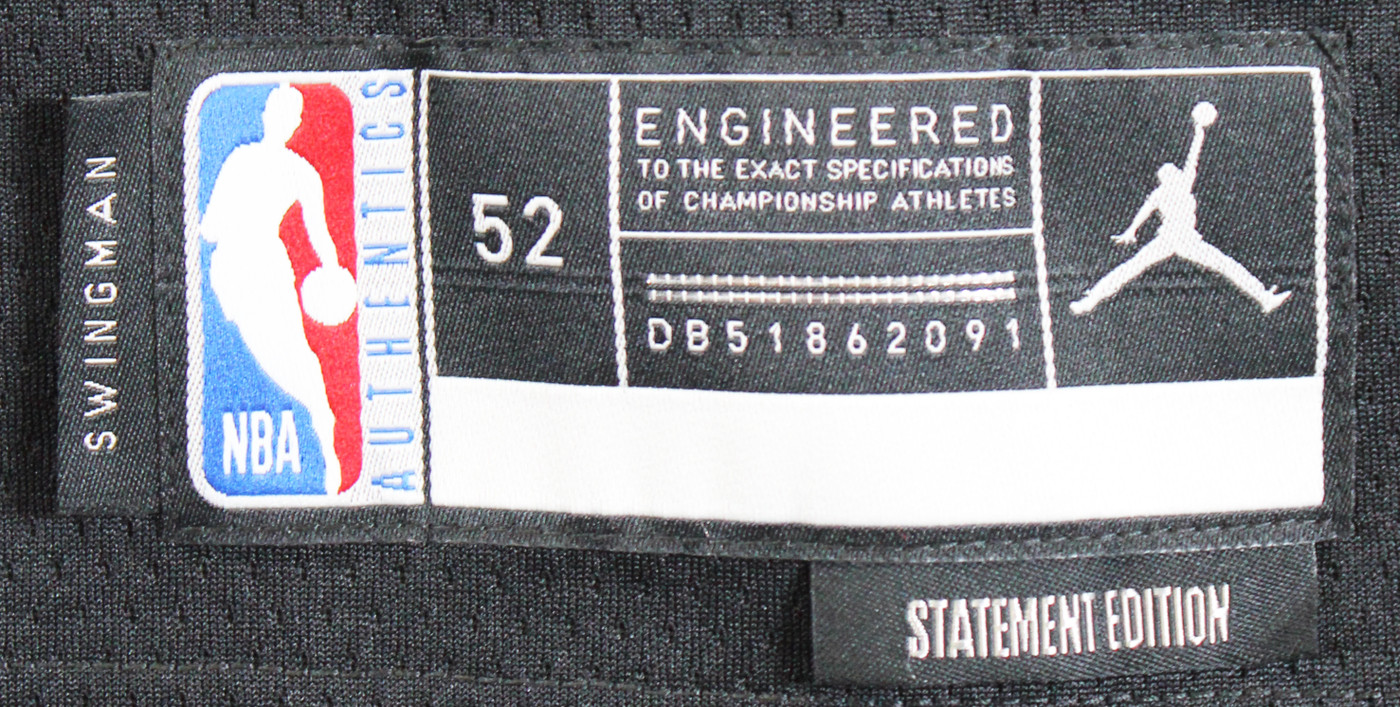 SWINGMAN
NBA
AUTHENTICS
52
ENGINEERED
TO THE EXACT SPECIFICATIONS
OF CHAMPIONSHIP ATHLETES
DB51862091
STATEMENT EDITION